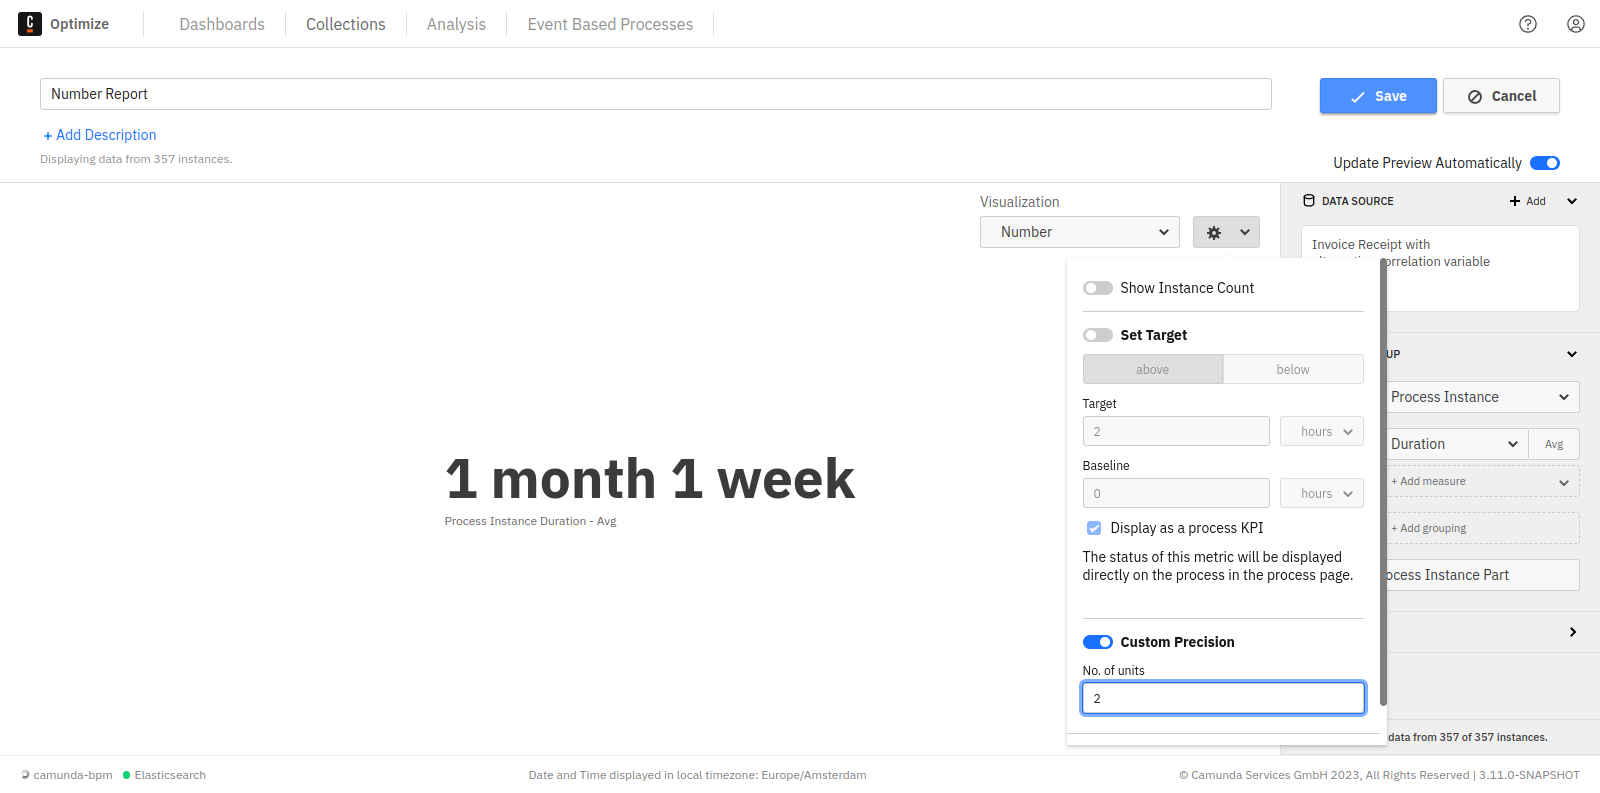 Optimize
Dashboards
Collections
Analysis
Event Based Processes
Number Report
Save
Cancel
+ Add Description
Displaying data from 357 instances.
Update Preview Automatically
Visualization
Number
DATA SOURCE
Add
Invoice Receipt with
correlation variable
Show Instance Count
Set Target
above
below
Target
2
hours
Baseline
0
hours
Display as a process KPI
The status of this metric will be displayed
directly on the process in the process page.
Custom Precision
No. of units
2
UP
Process Instance
Duration
Avg
+ Add measure
+ Add grouping
ocess Instance Part
data from 357 of 357 instances.
1 month 1 week
Process Instance Duration - Avg
camunda-bpm
Elasticsearch
Date and Time displayed in local timezone: Europe/Amsterdam
© Camunda Services GmbH 2023, All Rights Reserved | 3.11.0-SNAPSHOT